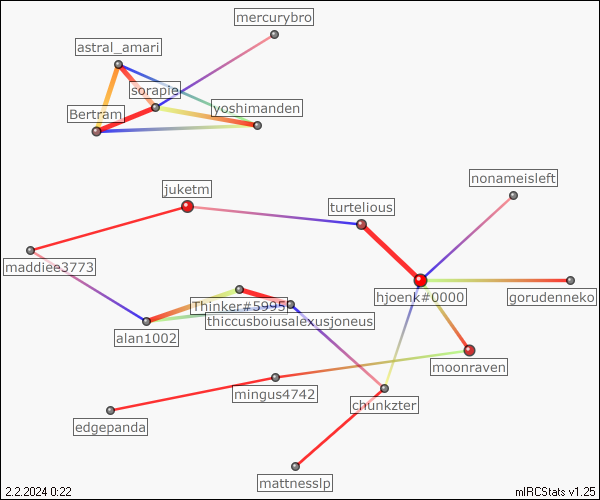 mercurybro
astral_amari
sorapie
yoshimanden
Bertram
nonameisleft
juketm
turtelious
maddiee3773
hjoenk#0000
gorudenneko
Thinker#5995
thiccusboiusalexusjoneus
alan1002
moonraven
mingus4742
chunkzter
edgepanda
mattnesslp
2.2.2024 0:22
mIRCStats v1.25